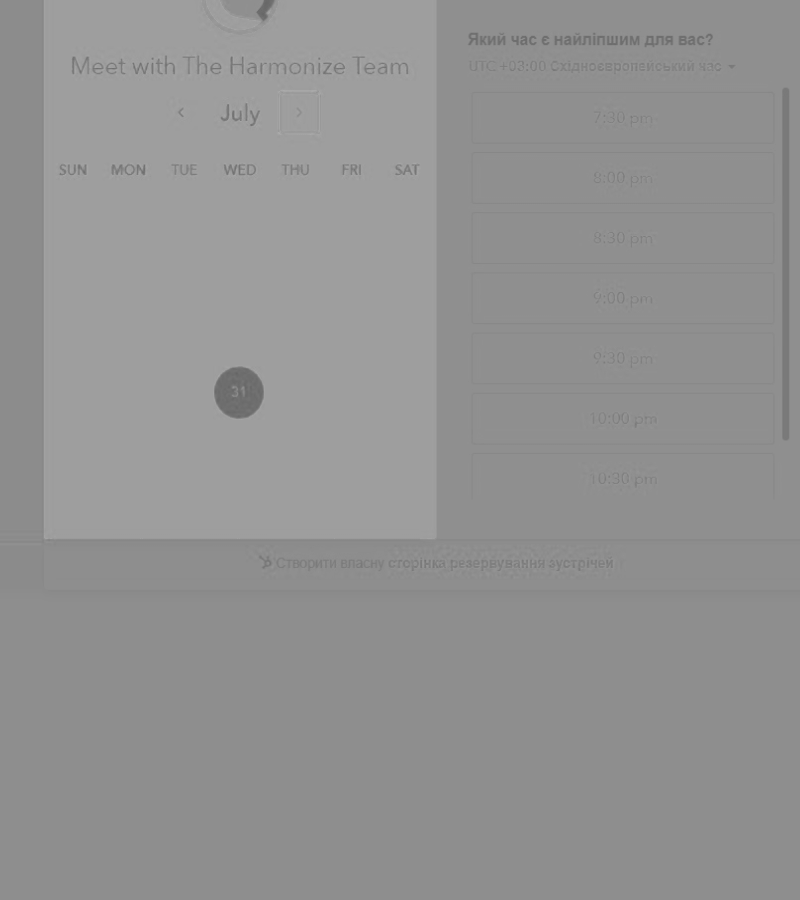 Meet with The Harmonize Team
July
SUN MON TUE WED THU FRI SAT
31
Який час є найліпшим для вас?
UTC +03:00 Східноєвропейський час
7:30 pm
8:00 pm
8:30 pm
9:00 pm
9:30 pm
10:00 pm
10:30 pm
Створити власну сторінка резервування зустрічей